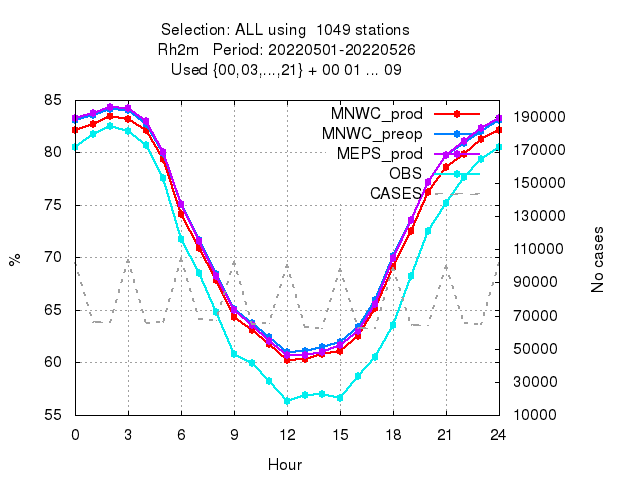 Selection: ALL using  1049 stations
Rh2m   Period: 20220501-20220526
Used {00,03,...,21} + 00 01 ... 09
MNWC_prod
MNWC_preop
MEPS_prod
OBS
CASES
85
80
75
70
65
60
55
%
190000
170000
150000
130000
110000
90000
70000
50000
30000
10000
No cases
0 3 6 9 12 15 18 21 24
Hour